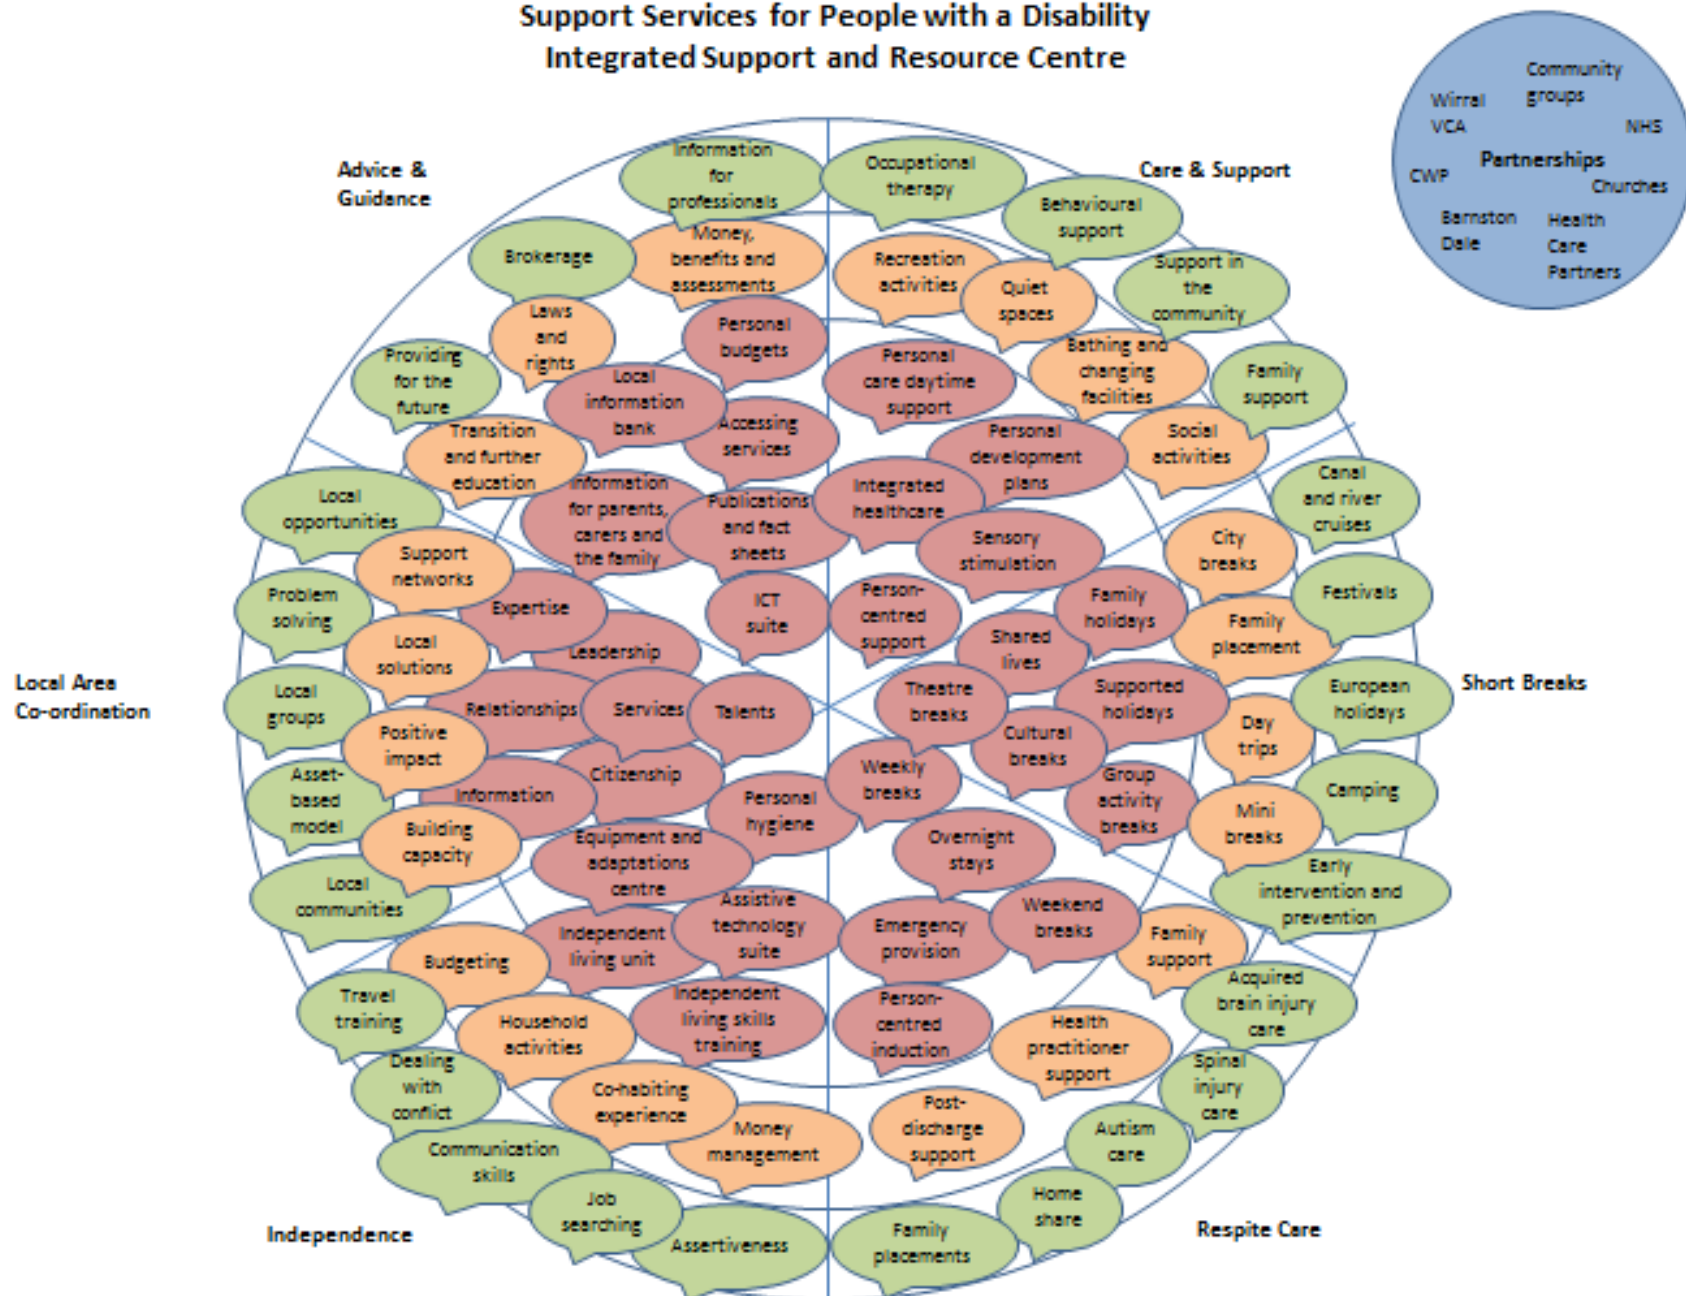 Support Services for People with a Disability
Integrated Support and Resource Centre
Community
groups
Wirral
VCA
NHS
Partnerships
CWP
Churches
Barnston
Dale
Health
Care
Partners
Advice &
Guidance
Information
for
professionals
Brokerage
Money,
benefits and
assessments
Laws
and
rights
Personal
budgets
Providing
for the
future
Local
information
bank
Accessing
services
Transition
and further
education
Information
for parents,
carers and
the family
Publications
and fact
sheets
ICT
suite
Care & Support
Occupational
therapy
Behavioural
support
Recreation
activities
Quiet
spaces
Support in
the
community
Personal
care daytime
support
Bathing and
changing
facilities
Family
support
Personal
development
plans
Social
activities
Integrated
healthcare
Sensory
stimulation
Person-
centred
support
Local Area
Co-ordination
Local
opportunities
Support
networks
Problem
solving
Expertise
Local
solutions
Leadership
Local
groups
Relationships
Services
Talents
Positive
impact
Asset-
based
model
Information
Citizenship
Building
capacity
Local
communities
Short Breaks
Canal
and river
cruises
City
breaks
Festivals
Family
holidays
Family
placement
Shared
lives
Theatre
breaks
Supported
holidays
European
holidays
Cultural
breaks
Day
trips
Group
activity
breaks
Camping
Mini
breaks
Early
intervention and
prevention
Independence
Personal
hygiene
Equipment and
adaptations
centre
Assistive
technology
suite
Independent
living unit
Budgeting
Travel
training
Independent
living skills
training
Household
activities
Dealing
with
conflict
Co-habiting
experience
Money
management
Communication
skills
Job
searching
Assertiveness
Respite Care
Weekly
breaks
Overnight
stays
Weekend
breaks
Emergency
provision
Family
support
Acquired
brain injury
care
Person-
centred
induction
Health
practitioner
support
Spinal
injury
care
Post-
discharge
support
Autism
care
Home
share
Family
placements